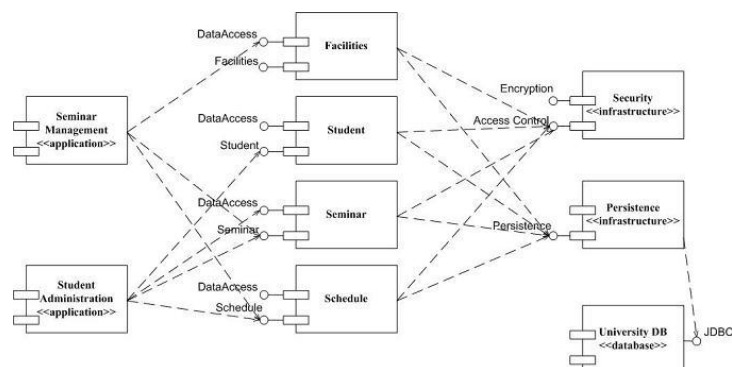 DataAccess
Facilities
Facilities
Seminar
Management
<<application>>
DataAccess
Student
Student
DataAccess
Seminar
Seminar
Student
Administration
<<application>>
DataAccess
Schedule
Schedule
Encryption
Access Control
Security
<<infrastructure>>
Persistence
Persistence
<<infrastructure>>
University DB
<<database>>
JDBC